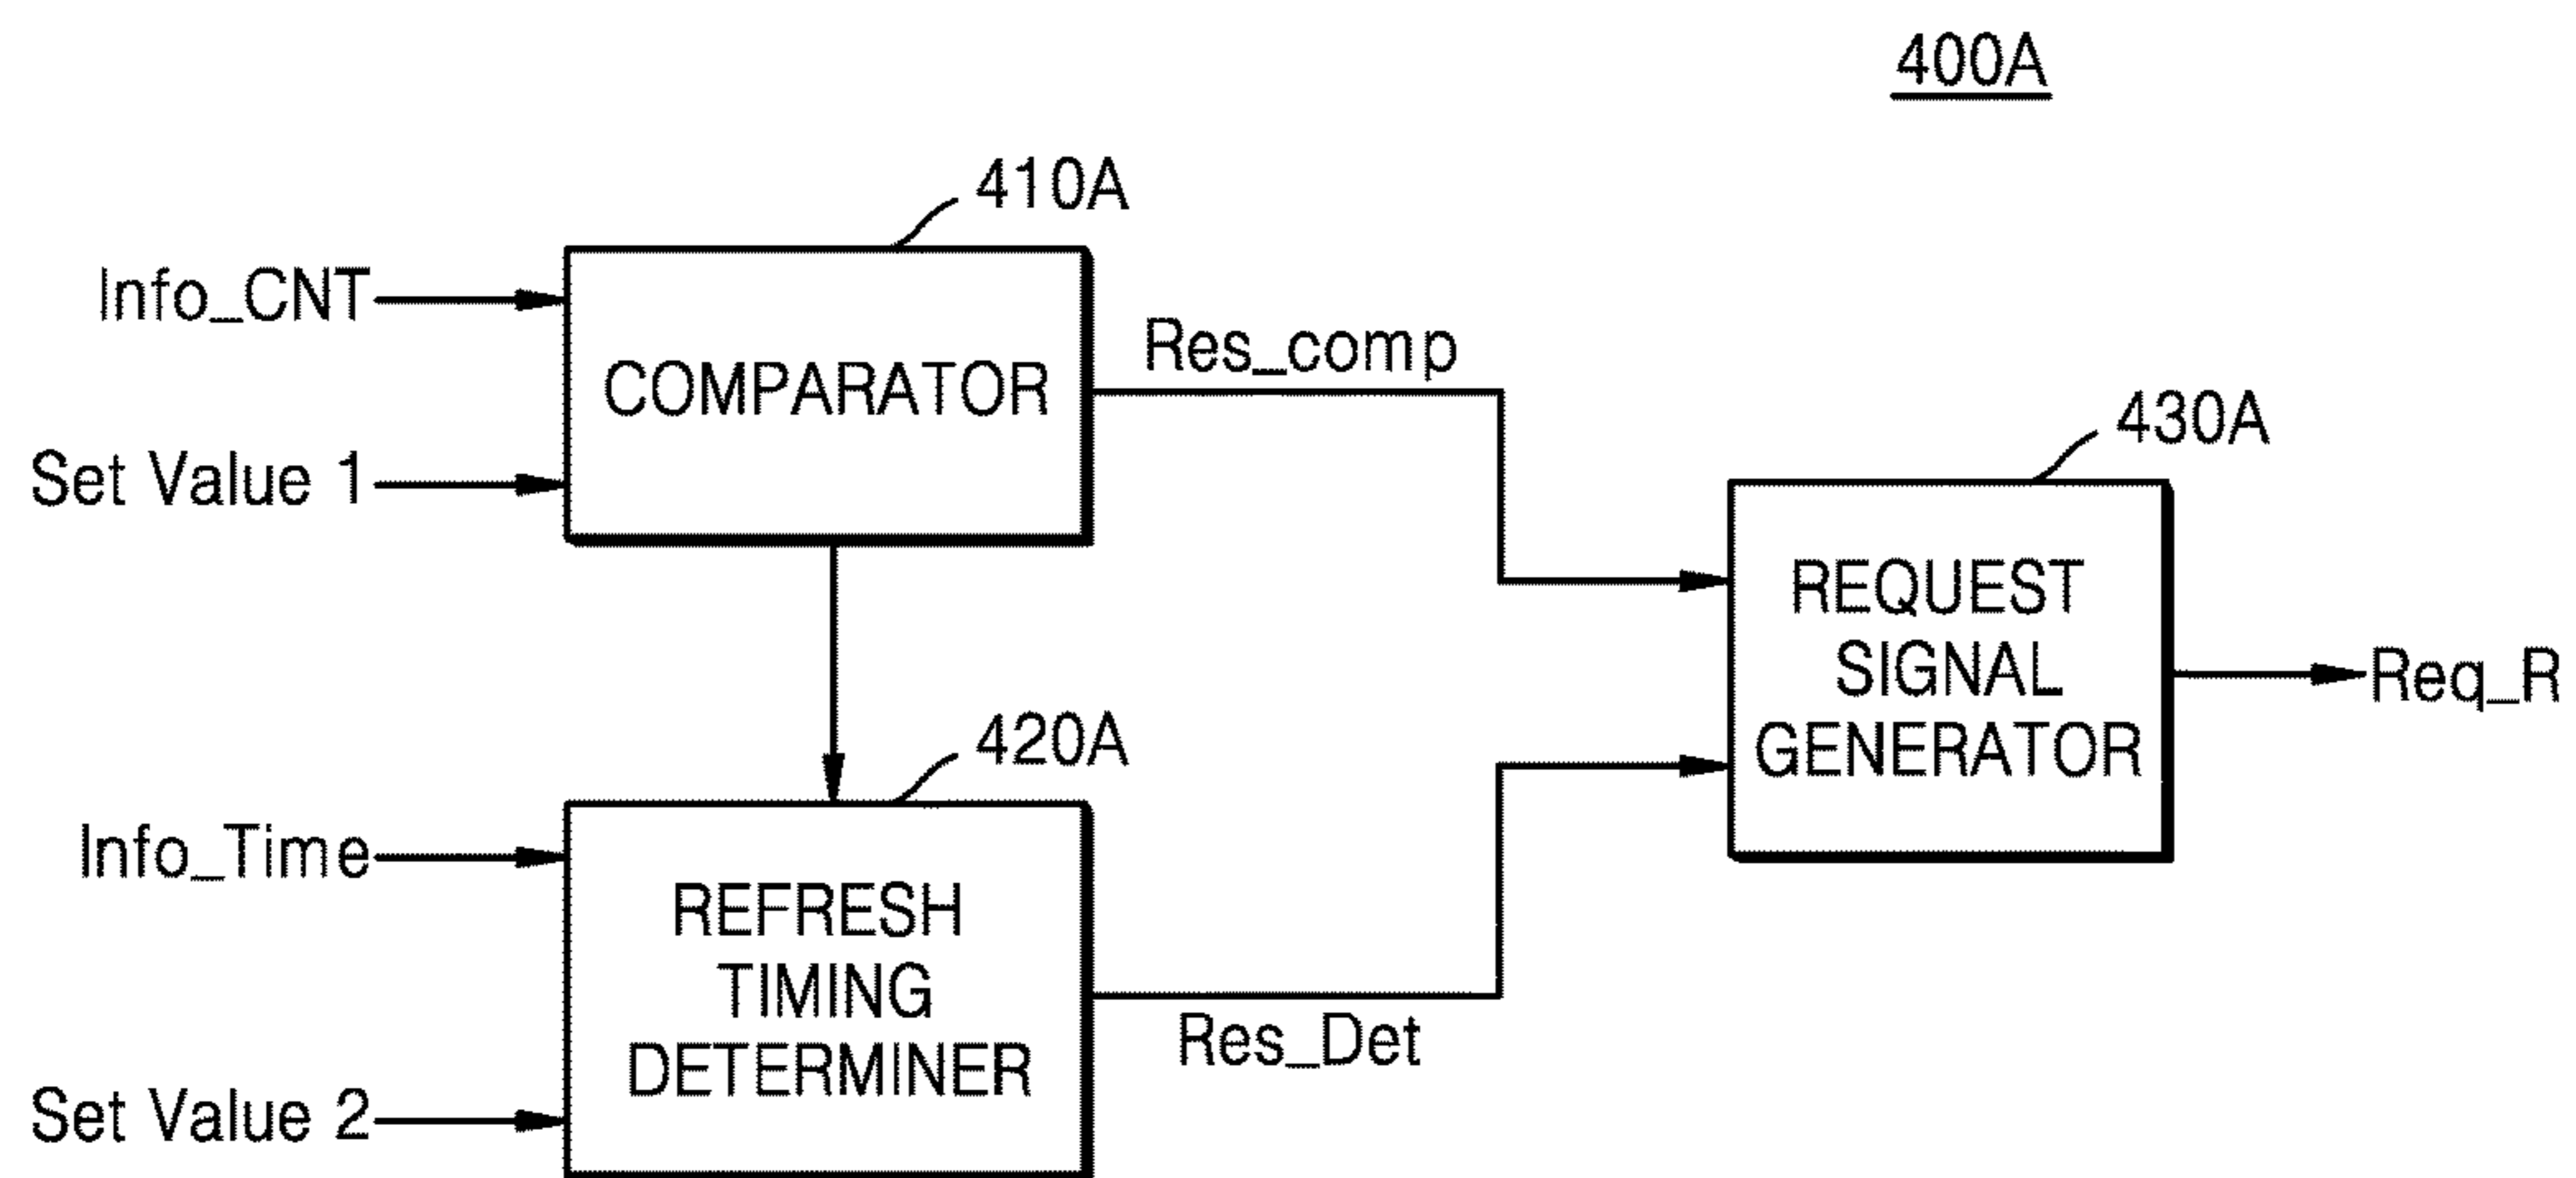 400A
410A
Info_CNT
COMPARATOR
Res_comp
Set Value 1
430A
REQUEST
SIGNAL
GENERATOR
Req_R
420A
Info_Time
REFRESH
TIMING
DETERMINER
Res_Det
Set Value 2